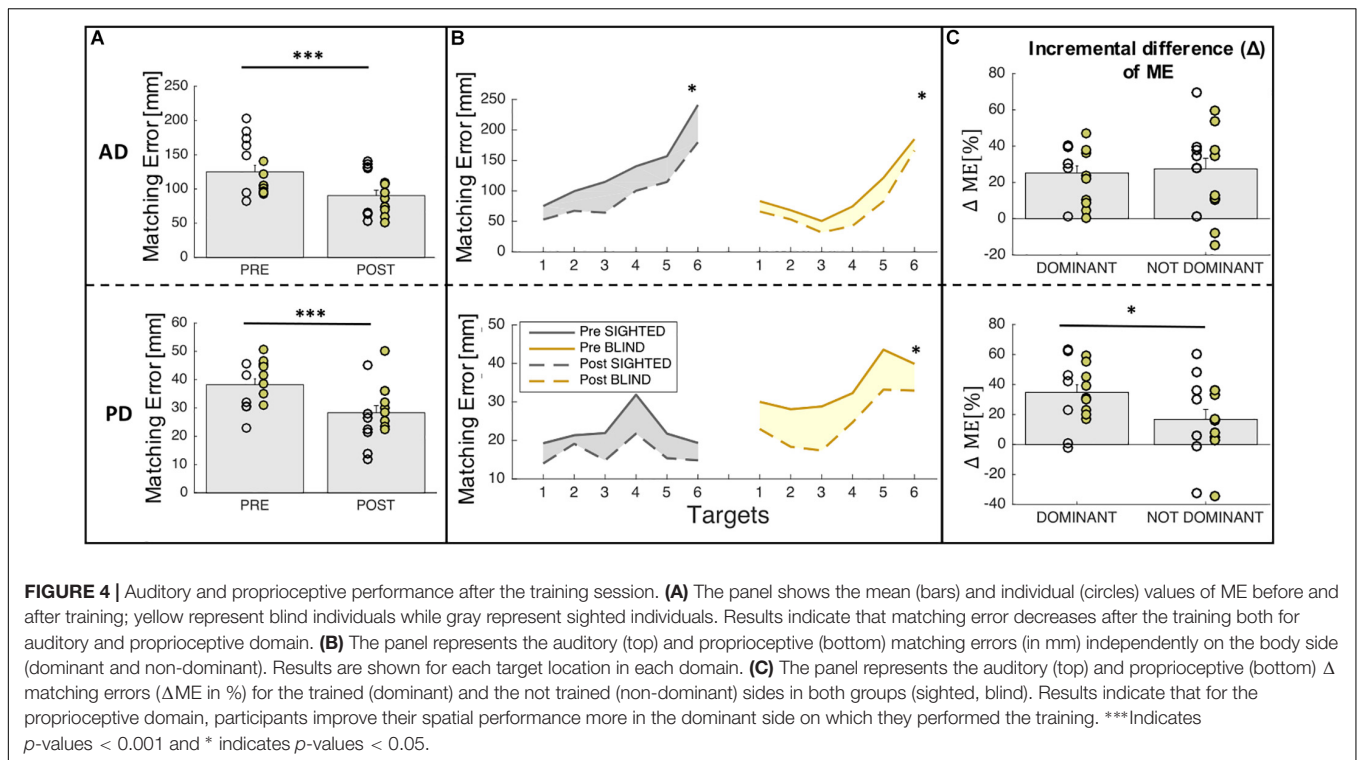 A
***
Matching Error [mm]
250
200
150
100
50
0
PRE
POST
AD
B
Matching Error [mm]
250
200
150
100
50
0
*
*
1 2 3 4 5 6
1 2 3 4 5 6
C
Incremental difference (Δ)
of ME
Δ ME[%]
80
60
40
20
0
-20
DOMINANT
NOT DOMINANT
PD
***
Matching Error [mm]
60
50
40
30
20
10
0
PRE
POST
Matching Error [mm]
50
40
30
20
10
Pre SIGHTED
Pre BLIND
Post SIGHTED
Post BLIND
*
1 2 3 4 5 6
1 2 3 4 5 6
Targets
*
Δ ME[%]
80
60
40
20
0
-20
-40
DOMINANT
NOT DOMINANT
FIGURE 4 | Auditory and proprioceptive performance after the training session. (A) The panel shows the mean (bars) and individual (circles) values of ME before and
after training; yellow represent blind individuals while gray represent sighted individuals. Results indicate that matching error decreases after the training both for
auditory and proprioceptive domain. (B) The panel represents the auditory (top) and proprioceptive (bottom) matching errors (in mm) independently on the body side
(dominant and non-dominant). Results are shown for each target location in each domain. (C) The panel represents the auditory (top) and proprioceptive (bottom) Δ
matching errors (ΔME in %) for the trained (dominant) and the not trained (non-dominant) sides in both groups (sighted, blind). Results indicate that for the
proprioceptive domain, participants improve their spatial performance more in the dominant side on which they performed the training. ***Indicates
p-values < 0.001 and * indicates p-values < 0.05.